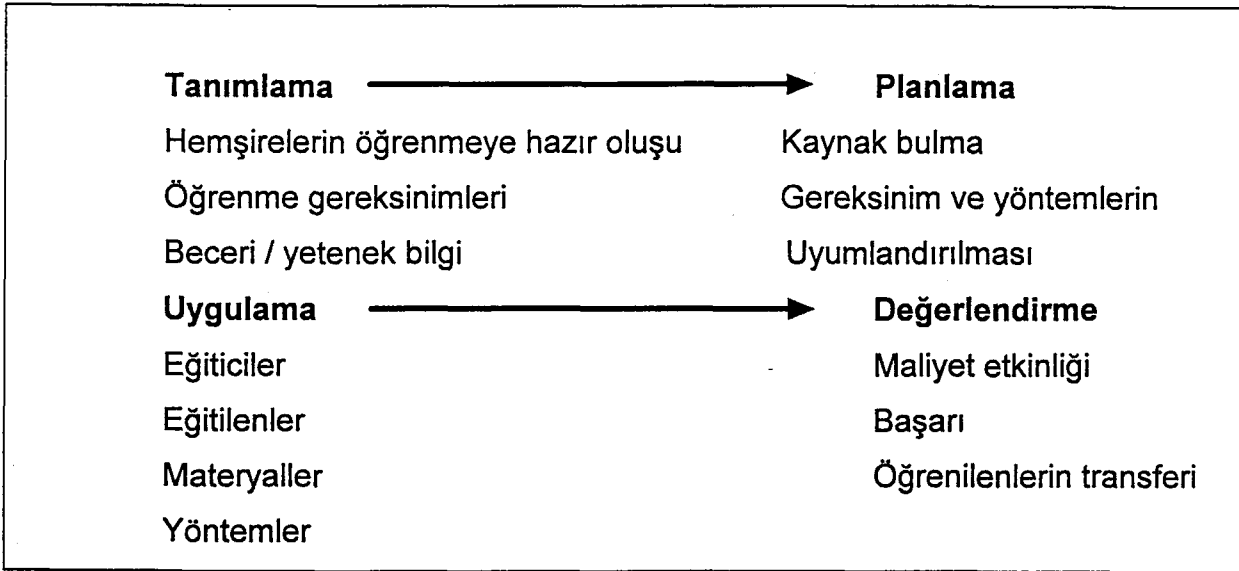 Tanımlama Planlama
Hemşirelerin öğrenmeye hazır oluşu Kaynak bulma
Öğrenme gereksinimleri Gereksinim ve yöntemlerin
Beceri / yetenek bilgi Uyumlandırılması
Uygulama Değerlendirme
Eğiticiler Maliyet etkinliği
Eğitilenler Başarı
Materyaller Öğrenilenlerin transferi
Yöntemler